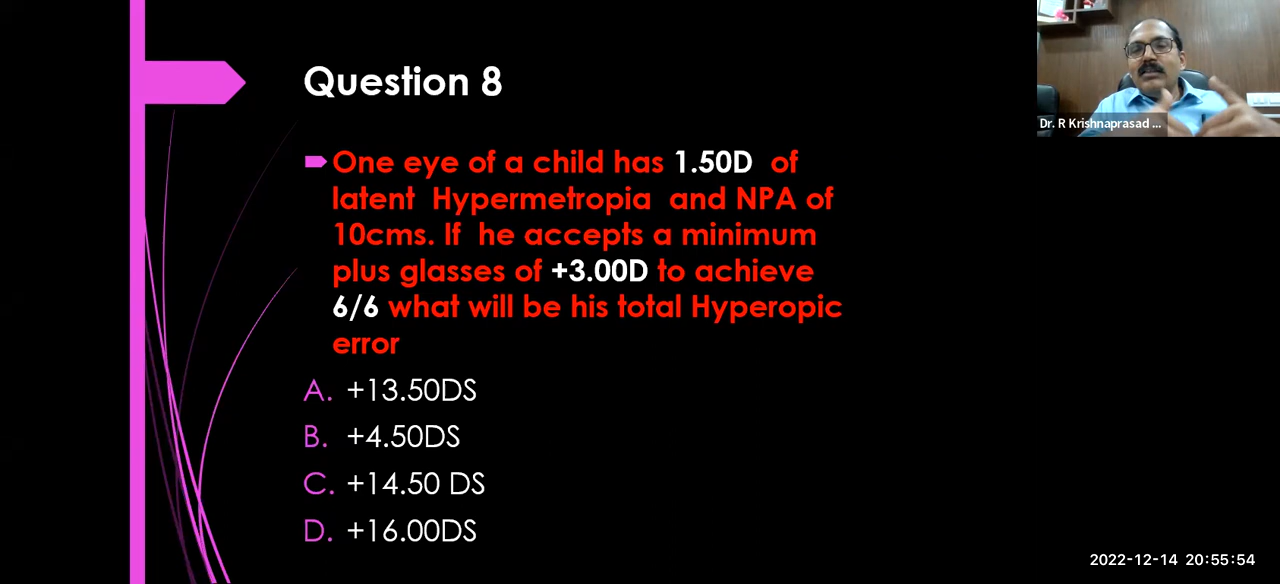 Question 8
One eye of a child has 1.50D of
latent Hypermetropia and NPA of
10cms. If he accepts a minimum
plus glasses of +3.00D to achieve
6/6 what will be his total Hyperopic
error
A. +13.50DS
B. +4.50DS
C. +14.50 DS
D. +16.00DS
Dr. R Krishnaprasad ...
2022-12-14 20:55:54